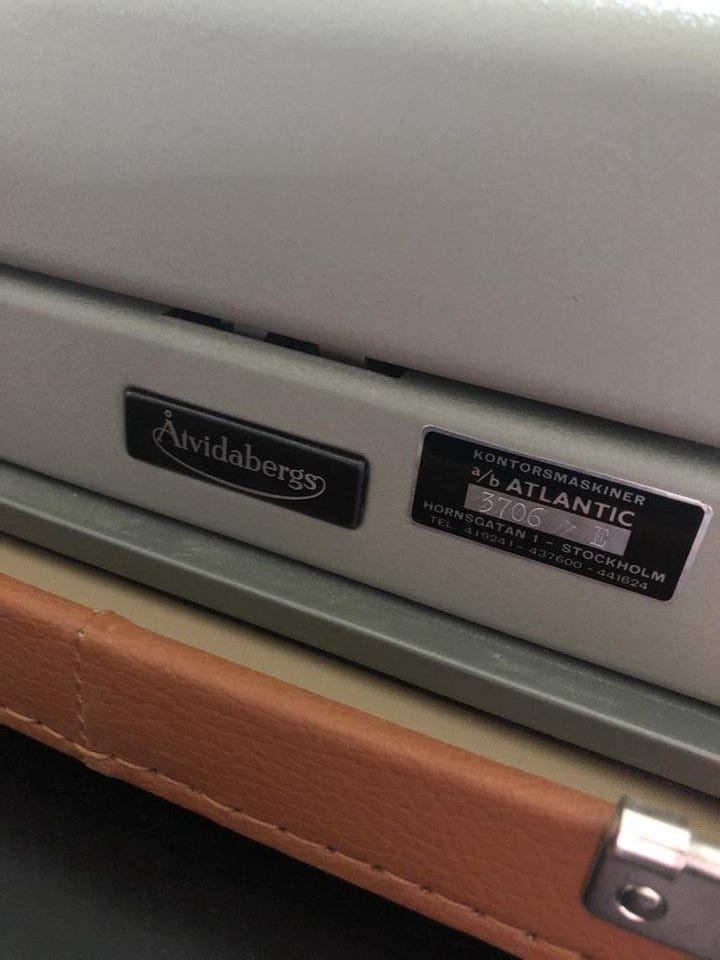 Åtvidabergs
KONTORSMASKINER
a/b ATLANTIC
3706 / E
HORNSGATAN 1 - STOCKHOLM
TEL. 419241 - 437600 - 441624